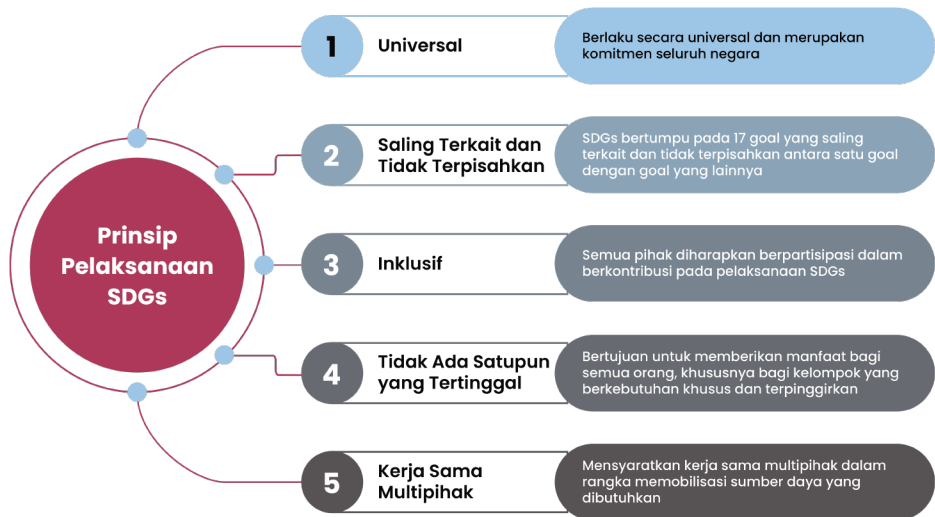 Prinsip
Pelaksanaan
SDGs
1
Universal
Berlaku secara universal dan merupakan
komitmen seluruh negara
2
Saling Terkait dan
Tidak Terpisahkan
SDGs bertumpu pada 17 goal yang saling
terkait dan tidak terpisahkan antara satu goal
dengan goal yang lainnya
3
Inklusif
Semua pihak diharapkan berpartisipasi dalam
berkontribusi pada pelaksanaan SDGs
4
Tidak Ada Satupun
yang Tertinggal
Bertujuan untuk memberikan manfaat bagi
semua orang, khususnya bagi kelompok yang
berkebutuhan khusus dan terpinggirkan
5
Kerja Sama
Multipihak
Mensyaratkan kerja sama multipihak dalam
rangka memobilisasi sumber daya yang
dibutuhkan